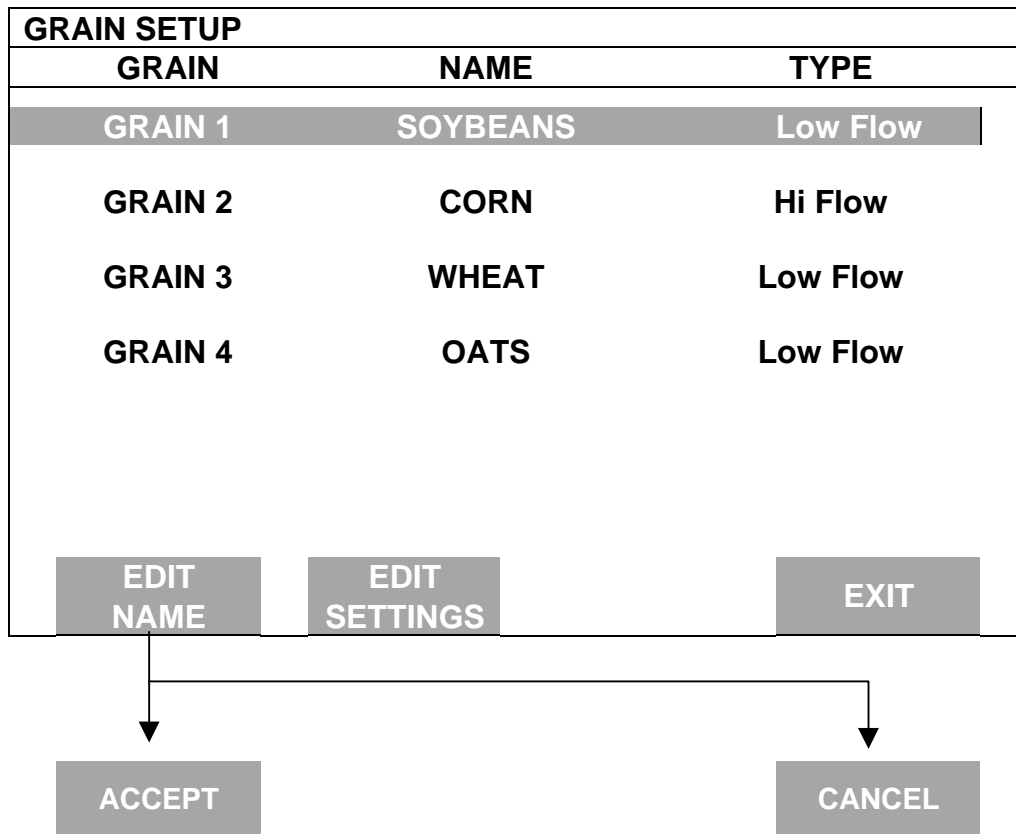 GRAIN SETUP
GRAIN NAME TYPE
GRAIN 1 SOYBEANS Low Flow
GRAIN 2 CORN Hi Flow
GRAIN 3 WHEAT Low Flow
GRAIN 4 OATS Low Flow
EDIT
NAME
EDIT
SETTINGS
EXIT
ACCEPT
CANCEL